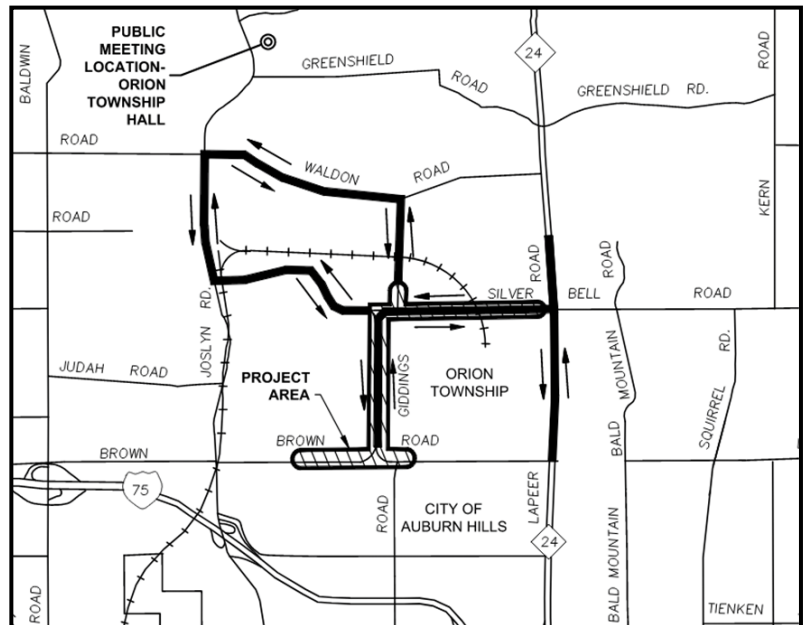 PUBLIC
MEETING
LOCATION-
ORION
TOWNSHIP
HALL
BALDWIN
ROAD
GREENSHIELD
ROAD
24
GREENSHIELD RD.
ROAD
KERN
ROAD
WALDON
ROAD
ROAD
SILVER
BELL
ROAD
ROAD
JOSLYN RD.
JUDAH ROAD
PROJECT
AREA
GIDDINGS
ORION
TOWNSHIP
BALD MOUNTAIN
SQUIRREL RD.
BROWN
BROWN
ROAD
75
ROAD
CITY OF
AUBURN HILLS
LAPEER
24
BALD MOUNTAIN
ROAD
TIENKEN